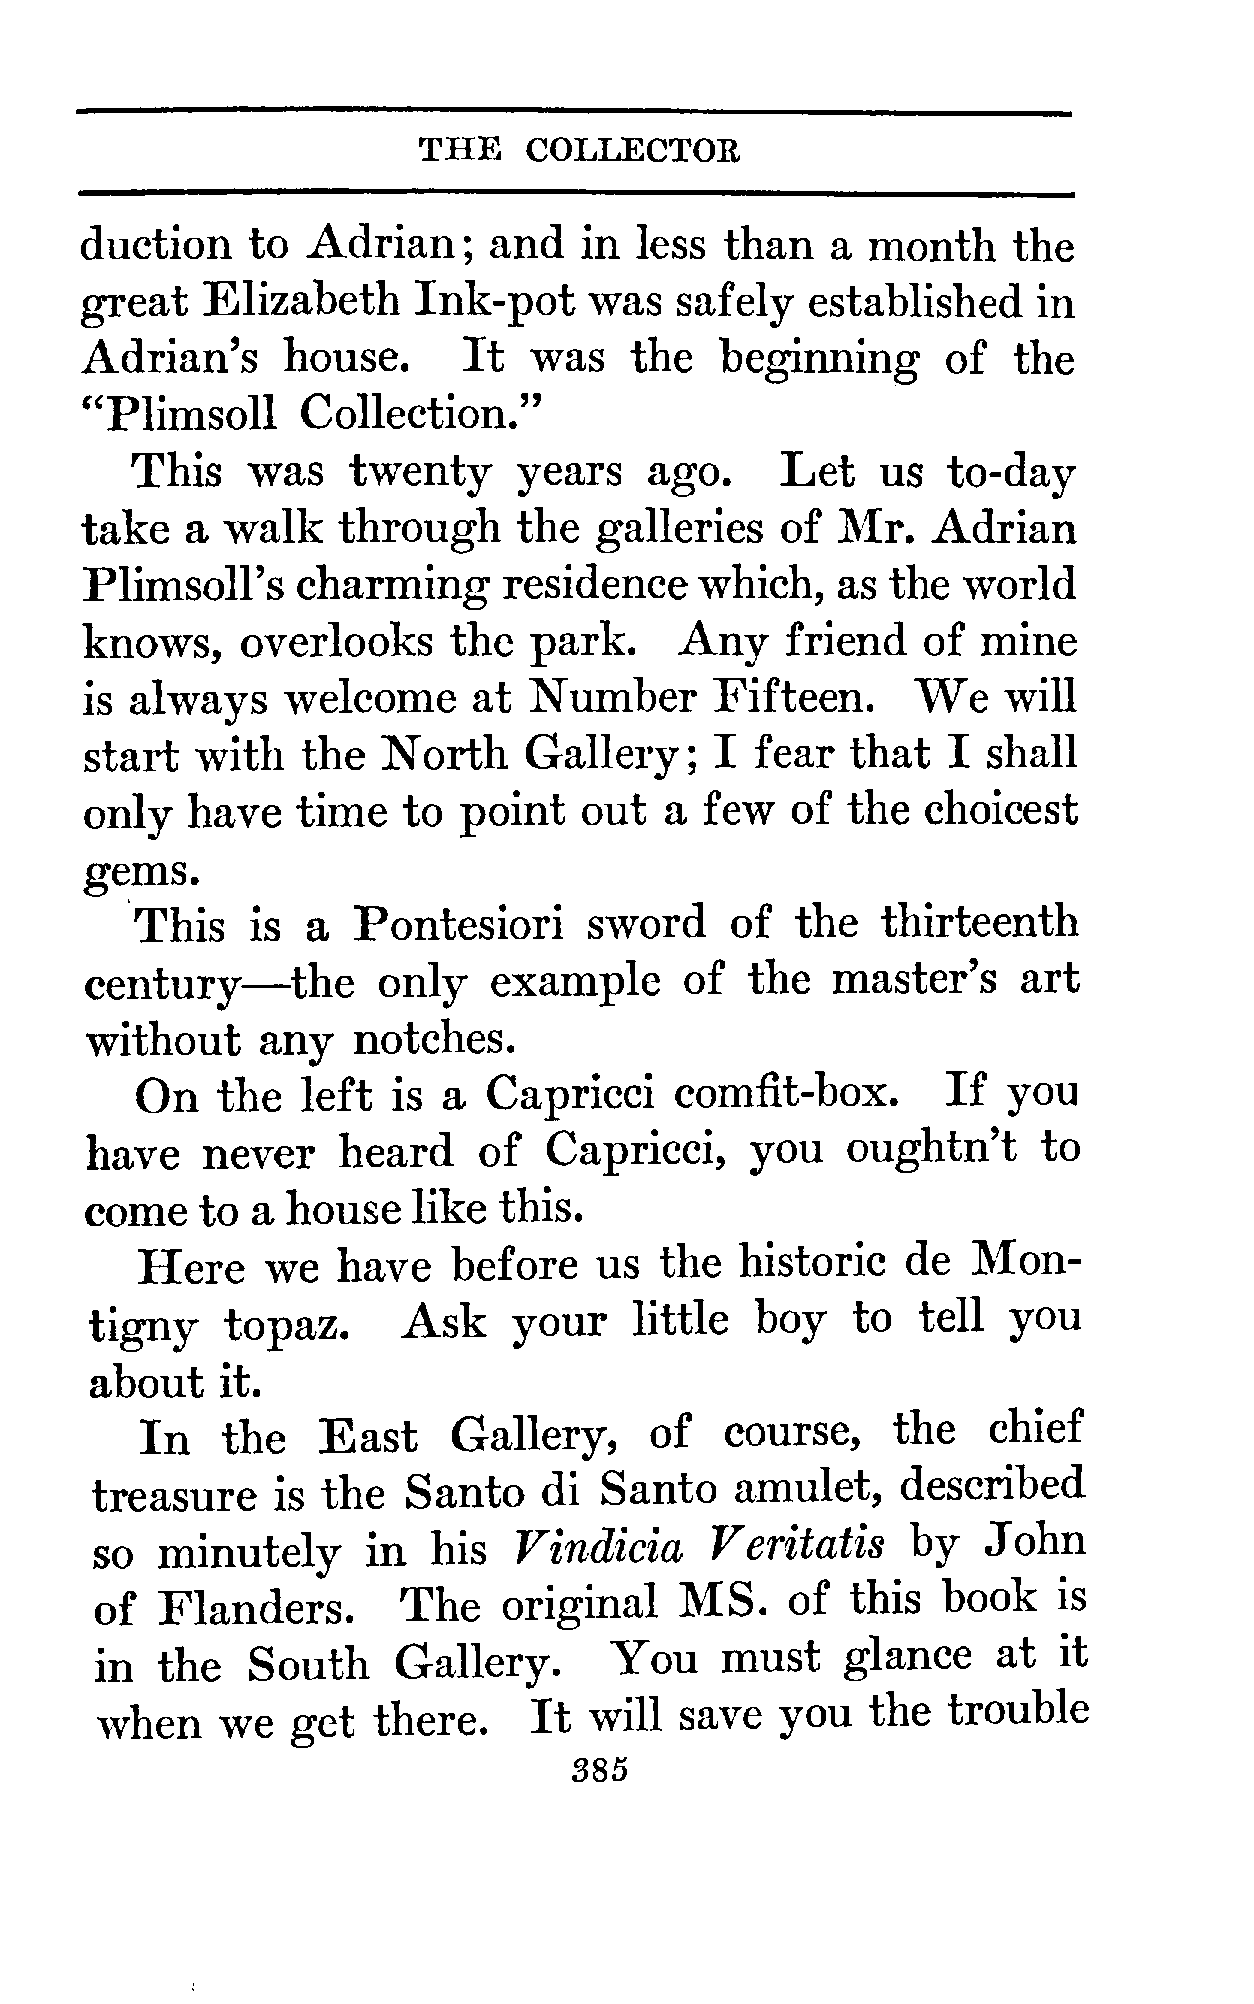 THE COLLECTOR
duction to Adrian; and in less than a month the
great Elizabeth Ink-pot was safely established in
Adrian's house. It was the beginning of the
“Plimsoll Collection.”
This was twenty years ago. Let us to-day
take a walk through the galleries of Mr. Adrian
Plimsoll's charming residence which, as the world
knows, overlooks the park. Any friend of mine
is always welcome at Number Fifteen. We will
start with the North Gallery; I fear that I shall
only have time to point out a few of the choicest
gems.
This is a Pontesiori sword of the thirteenth
century—the only example of the master's art
without any notches.
On the left is a Capricci comfit-box. If you
have never heard of Capricci, you oughtn't to
come to a house like this.
Here we have before us the historic de Mon-
tigny topaz. Ask your little boy to tell you
about it.
In the East Gallery, of course, the chief
treasure is the Santo di Santo amulet, described
so minutely in his Vindicia Veritatis by John
of Flanders. The original MS. of this book is
in the South Gallery. You must glance at it
when we get there. It will save you the trouble
385